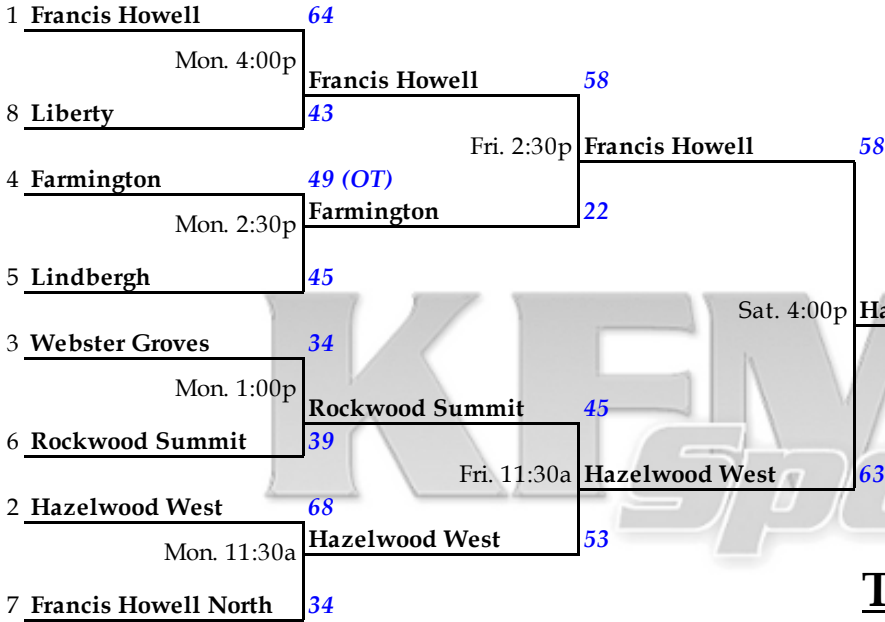 1 Francis Howell 64
Mon. 4:00p
Francis Howell 58
8 Liberty 43
Fri. 2:30p Francis Howell 58
4 Farmington 49 (OT)
Farmington 22
Mon. 2:30p
5 Lindbergh 45
Sat. 4:00p Ha
3 Webster Groves 34
Mon. 1:00p
Rockwood Summit 45
6 Rockwood Summit 39
Fri. 11:30a Hazelwood West 63
2 Hazelwood West 68
Hazelwood West 53
Mon. 11:30a
7 Francis Howell North 34
T
KFM
Spo